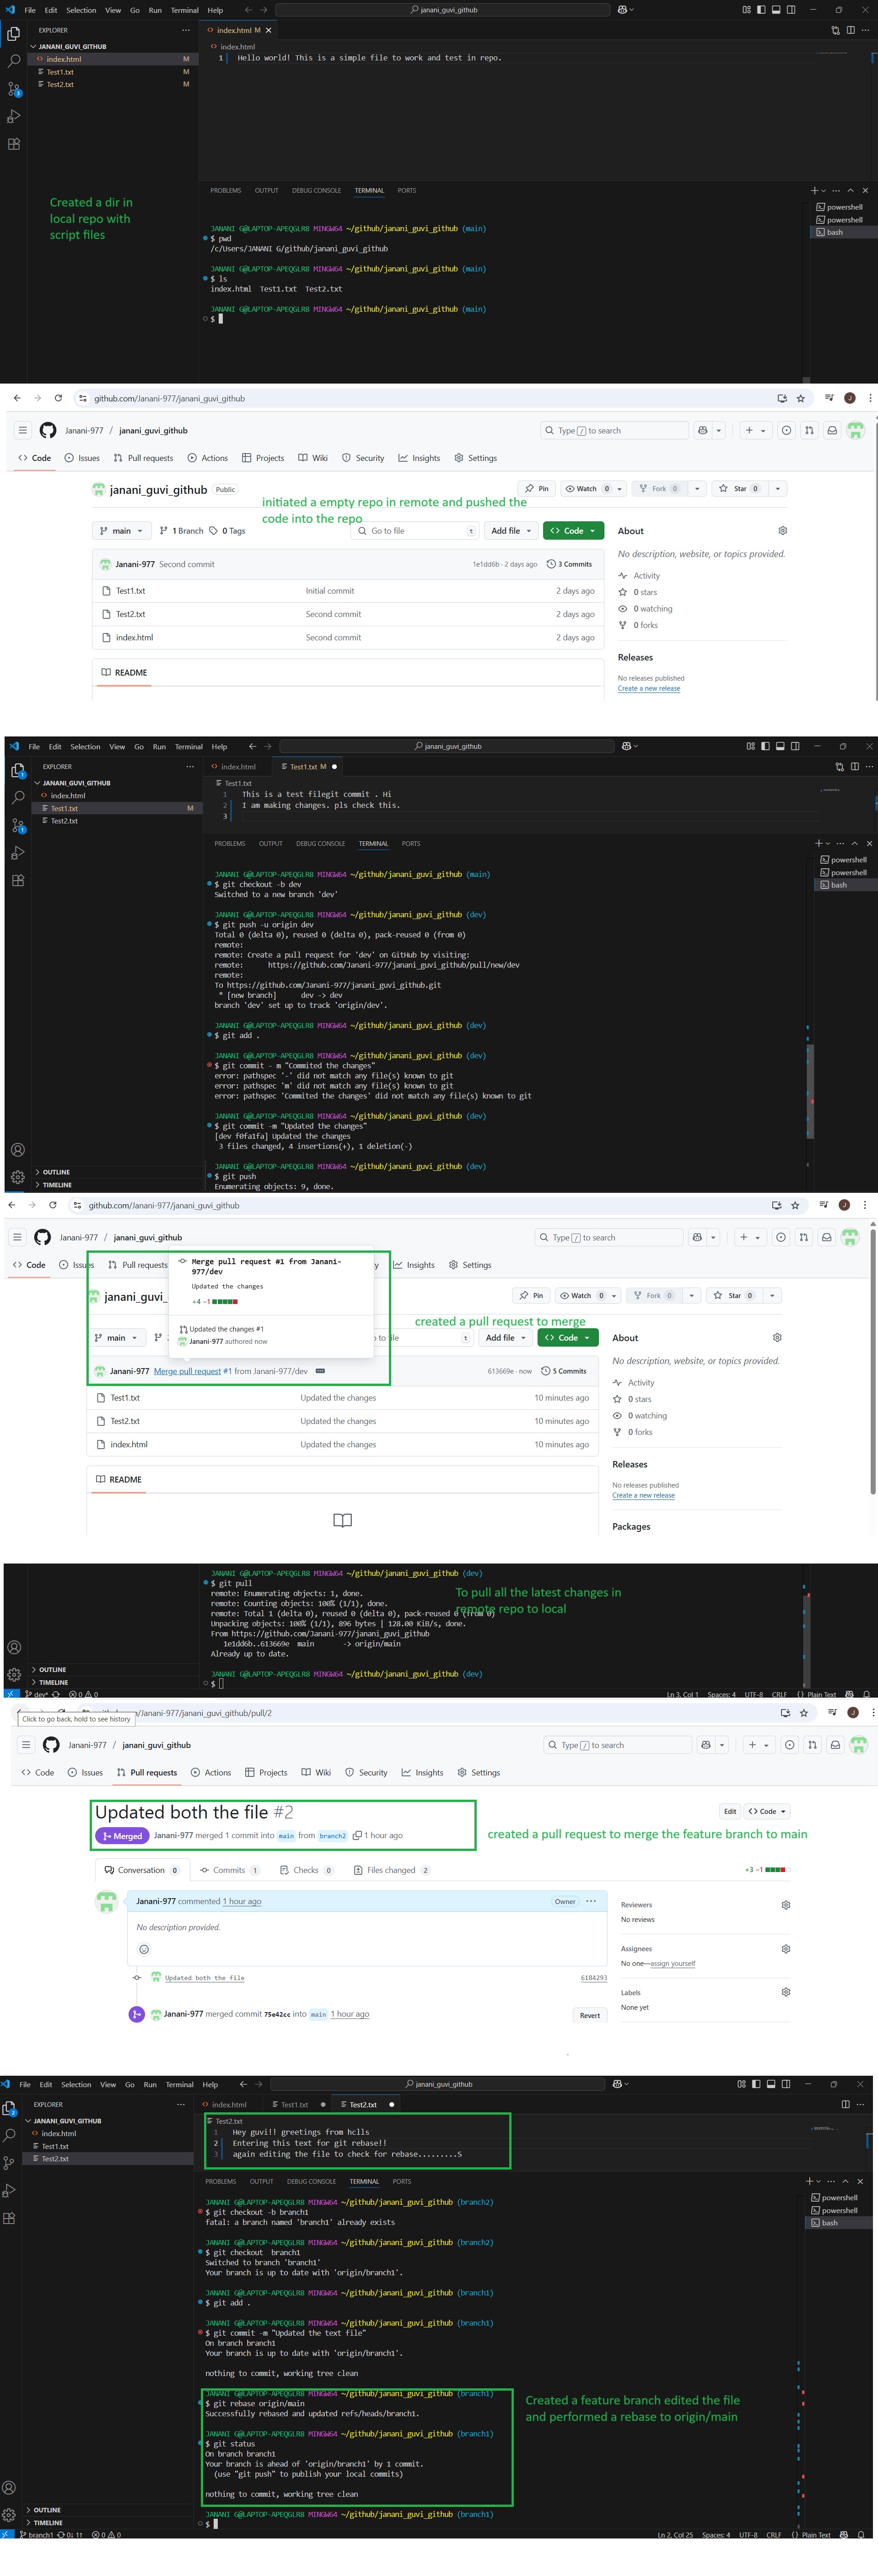 File Edit Selection View Go Run Terminal Help
janani_guvi_github
EXPLORER
JANANI_GUVI_GITHUB
index.html M
Test1.txt M
Test2.txt M
3
index.html M
index.html
1 Hello world! This is a simple file to work and test in repo.
Created a dir in
local repo with
script files
PROBLEMS OUTPUT DEBUG CONSOLE TERMINAL PORTS
powershell
powershell
bash
JANANI G@LAPTOP-APEQGLR8 MINGW64 ~/github/janani_guvi_github (main)
$ pwd
/c/Users/JANANI G/github/janani_guvi_github
JANANI G@LAPTOP-APEQGLR8 MINGW64 ~/github/janani_guvi_github (main)
$ ls
index.html Test1.txt Test2.txt
JANANI G@LAPTOP-APEQGLR8 MINGW64 ~/github/janani_guvi_github (main)
$
github.com/Janani-977/janani_guvi_github
J
Janani-977 / janani_guvi_github
Type / to search
Code Issues Pull requests Actions Projects Wiki Security Insights Settings
janani_guvi_github Public
Pin Watch 0 Fork 0 Star 0
initiated a empty repo in remote and pushed the
code into the repo
main 1 Branch 0 Tags
Go to file t Add file Code
Janani-977 Second commit 1e1dd6b · 2 days ago 3 Commits
Test1.txt Initial commit 2 days ago
Test2.txt Second commit 2 days ago
index.html Second commit 2 days ago
README
About
No description, website, or topics provided.
Activity
0 stars
0 watching
0 forks
Releases
No releases published
Create a new release
File Edit Selection View Go Run Terminal Help
janani_guvi_github
EXPLORER
JANANI_GUVI_GITHUB
index.html
Test1.txt M
Test2.txt
1
1
index.html Test1.txt M
Test1.txt
1 This is a test filegit commit . Hi
2 I am making changes. pls check this.
3
PROBLEMS OUTPUT DEBUG CONSOLE TERMINAL PORTS
powershell
powershell
bash
JANANI G@LAPTOP-APEQGLR8 MINGW64 ~/github/janani_guvi_github (main)
$ git checkout -b dev
Switched to a new branch 'dev'
JANANI G@LAPTOP-APEQGLR8 MINGW64 ~/github/janani_guvi_github (dev)
$ git push -u origin dev
Total 0 (delta 0), reused 0 (delta 0), pack-reused 0 (from 0)
remote:
remote: Create a pull request for 'dev' on GitHub by visiting:
remote: https://github.com/Janani-977/janani_guvi_github/pull/new/dev
remote:
To https://github.com/Janani-977/janani_guvi_github.git
* [new branch] dev -> dev
branch 'dev' set up to track 'origin/dev'.
JANANI G@LAPTOP-APEQGLR8 MINGW64 ~/github/janani_guvi_github (dev)
$ git add .
JANANI G@LAPTOP-APEQGLR8 MINGW64 ~/github/janani_guvi_github (dev)
$ git commit - m "Commited the changes"
error: pathspec '-' did not match any file(s) known to git
error: pathspec 'm' did not match any file(s) known to git
error: pathspec 'Commited the changes' did not match any file(s) known to git
JANANI G@LAPTOP-APEQGLR8 MINGW64 ~/github/janani_guvi_github (dev)
$ git commit -m "Updated the changes"
[dev f0fa1fa] Updated the changes
3 files changed, 4 insertions(+), 1 deletion(-)
JANANI G@LAPTOP-APEQGLR8 MINGW64 ~/github/janani_guvi_github (dev)
$ git push
Enumerating objects: 9, done.
OUTLINE
TIMELINE
github.com/Janani-977/janani_guvi_github
J
Janani-977 / janani_guvi_github
Type / to search
Code Issues Pull requests Insights Settings
Merge pull request #1 from Janani-
977/dev
Updated the changes
+4 −1
Updated the changes #1
Janani-977 authored now
janani_guvi_
Pin Watch 0 Fork 0 Star 0
created a pull request to merge
main to file t Add file Code
Janani-977 Merge pull request #1 from Janani-977/dev 613669e · now 5 Commits
Test1.txt Updated the changes 10 minutes ago
Test2.txt Updated the changes 10 minutes ago
index.html Updated the changes 10 minutes ago
README
About
No description, website, or topics provided.
Activity
0 stars
0 watching
0 forks
Releases
No releases published
Create a new release
Packages
JANANI G@LAPTOP-APEQGLR8 MINGW64 ~/github/janani_guvi_github (dev)
$ git pull
remote: Enumerating objects: 1, done.
remote: Counting objects: 100% (1/1), done.
remote: Total 1 (delta 0), reused 0 (delta 0), pack-reused 0 (from 0)
Unpacking objects: 100% (1/1), 896 bytes | 128.00 KiB/s, done.
From https://github.com/Janani-977/janani_guvi_github
1e1dd6b..613669e main -> origin/main
Already up to date.
JANANI G@LAPTOP-APEQGLR8 MINGW64 ~/github/janani_guvi_github (dev)
$
To pull all the latest changes in
remote repo to local
OUTLINE
TIMELINE
dev* 0 0 Ln 3, Col 1 Spaces: 4 UTF-8 CRLF Plain Text
/Janani-977/janani_guvi_github/pull/2
J
Click to go back, hold to see history
Janani-977 / janani_guvi_github
Type / to search
Code Issues Pull requests Actions Projects Wiki Security Insights Settings
Updated both the file #2
Edit Code
Merged Janani-977 merged 1 commit into main from branch2 1 hour ago
created a pull request to merge the feature branch to main
Conversation 0 Commits 1 Checks 0 Files changed 2
+3 −1
Janani-977 commented 1 hour ago Owner
No description provided.
Updated both the file 6184293
Janani-977 merged commit 75e42cc into main 1 hour ago Revert
Reviewers
No reviews
Assignees
No one—assign yourself
Labels
None yet
File Edit Selection View Go Run Terminal Help
janani_guvi_github
EXPLORER
JANANI_GUVI_GITHUB
index.html
Test1.txt
Test2.txt
2
index.html Test1.txt Test2.txt
Test2.txt
1 Hey guvi!! greetings from hclls
2 Entering this text for git rebase!!
3 again editing the file to check for rebase.........S
PROBLEMS OUTPUT DEBUG CONSOLE TERMINAL PORTS
powershell
powershell
bash
JANANI G@LAPTOP-APEQGLR8 MINGW64 ~/github/janani_guvi_github (branch2)
$ git checkout -b branch1
fatal: a branch named 'branch1' already exists
JANANI G@LAPTOP-APEQGLR8 MINGW64 ~/github/janani_guvi_github (branch2)
$ git checkout branch1
Switched to branch 'branch1'
Your branch is up to date with 'origin/branch1'.
JANANI G@LAPTOP-APEQGLR8 MINGW64 ~/github/janani_guvi_github (branch1)
$ git add .
JANANI G@LAPTOP-APEQGLR8 MINGW64 ~/github/janani_guvi_github (branch1)
$ git commit -m "Updated the text file"
On branch branch1
Your branch is up to date with 'origin/branch1'.
nothing to commit, working tree clean
JANANI G@LAPTOP-APEQGLR8 MINGW64 ~/github/janani_guvi_github (branch1)
$ git rebase origin/main
Successfully rebased and updated refs/heads/branch1.
JANANI G@LAPTOP-APEQGLR8 MINGW64 ~/github/janani_guvi_github (branch1)
$ git status
On branch branch1
Your branch is ahead of 'origin/branch1' by 1 commit.
(use "git push" to publish your local commits)
nothing to commit, working tree clean
JANANI G@LAPTOP-APEQGLR8 MINGW64 ~/github/janani_guvi_github (branch1)
$
Created a feature branch edited the file
and performed a rebase to origin/main
OUTLINE
TIMELINE
branch1 0↓ 1↑ 0 0 Ln 2, Col 25 Spaces: 4 UTF-8 CRLF Plain Text